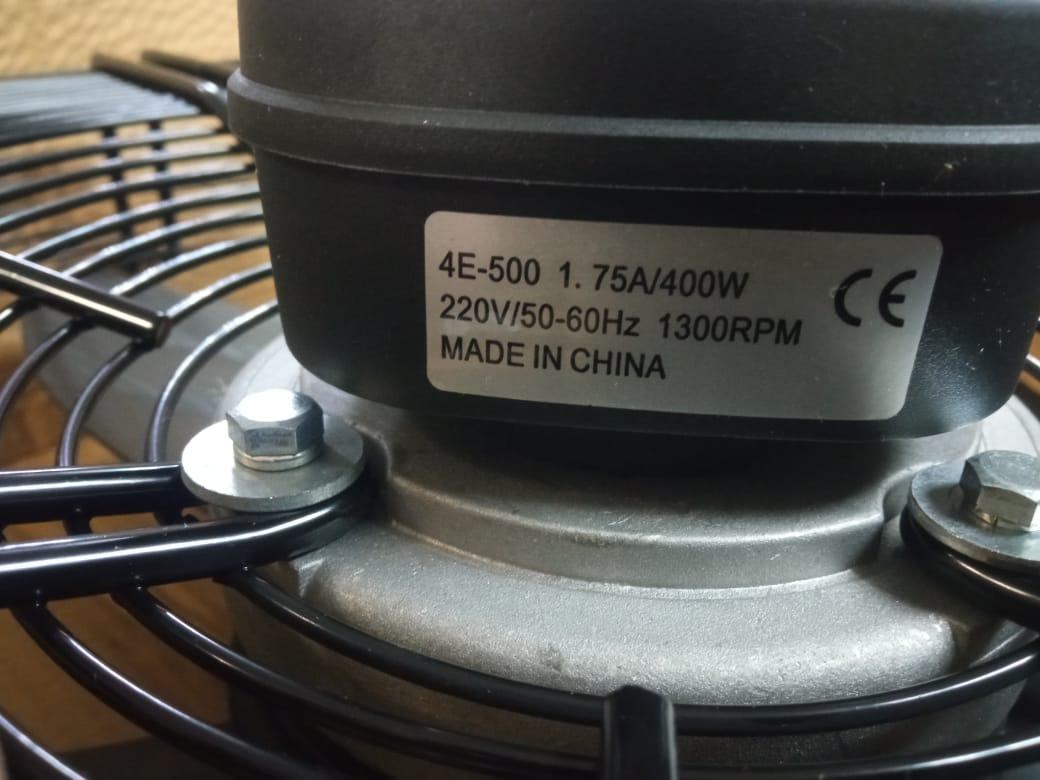 4E-500 1. 75A/400W
220V/50-60Hz 1300RPM
MADE IN CHINA
CE